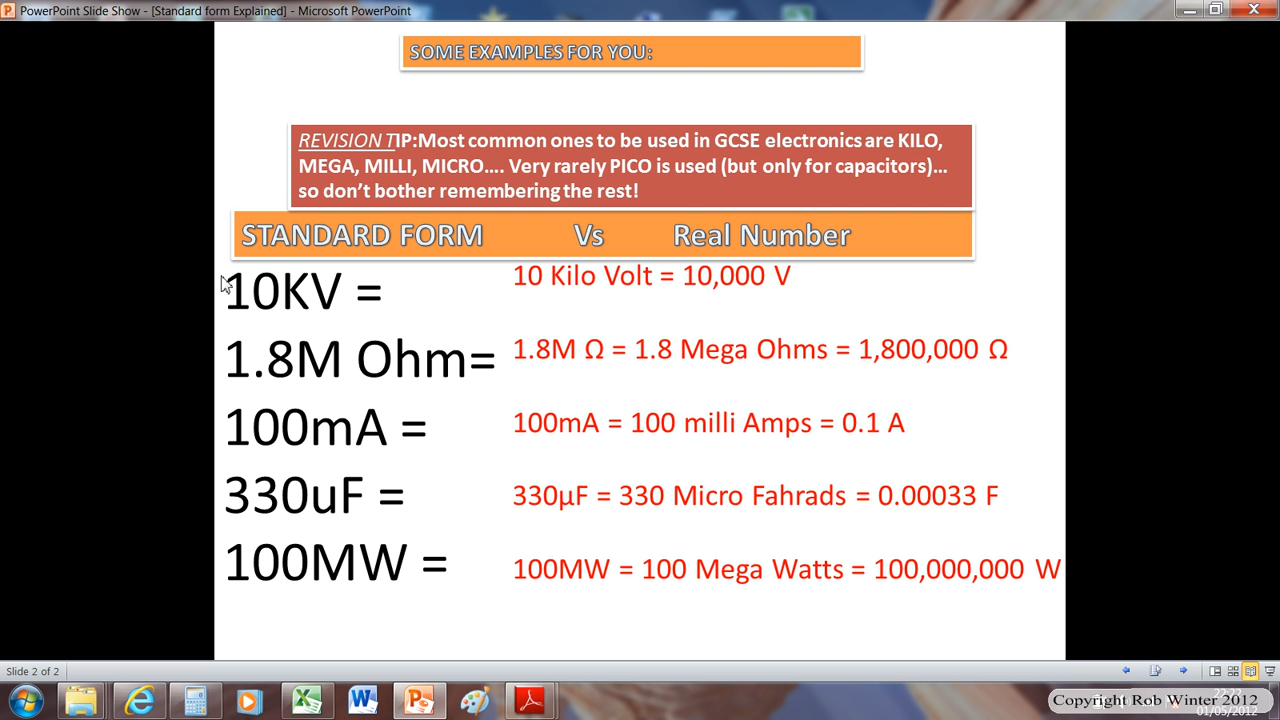 PowerPoint Slide Show - [Standard form Explained] - Microsoft PowerPoint
SOME EXAMPLES FOR YOU:
REVISION TIP:Most common ones to be used in GCSE electronics are KILO,
MEGA, MILLI, MICRO.... Very rarely PICO is used (but only for capacitors)...
so don't bother remembering the rest!
STANDARD FORM Vs Real Number
10KV = 10 Kilo Volt = 10,000 V
1.8M Ohm= 1.8M Ω = 1.8 Mega Ohms = 1,800,000 Ω
100mA = 100mA = 100 milli Amps = 0.1 A
330uF = 330µF = 330 Micro Fahrads = 0.00033 F
100MW = 100MW = 100 Mega Watts = 100,000,000 W
Slide 2 of 2
22:22
Copyright Rob Winter 2012
01/05/2012